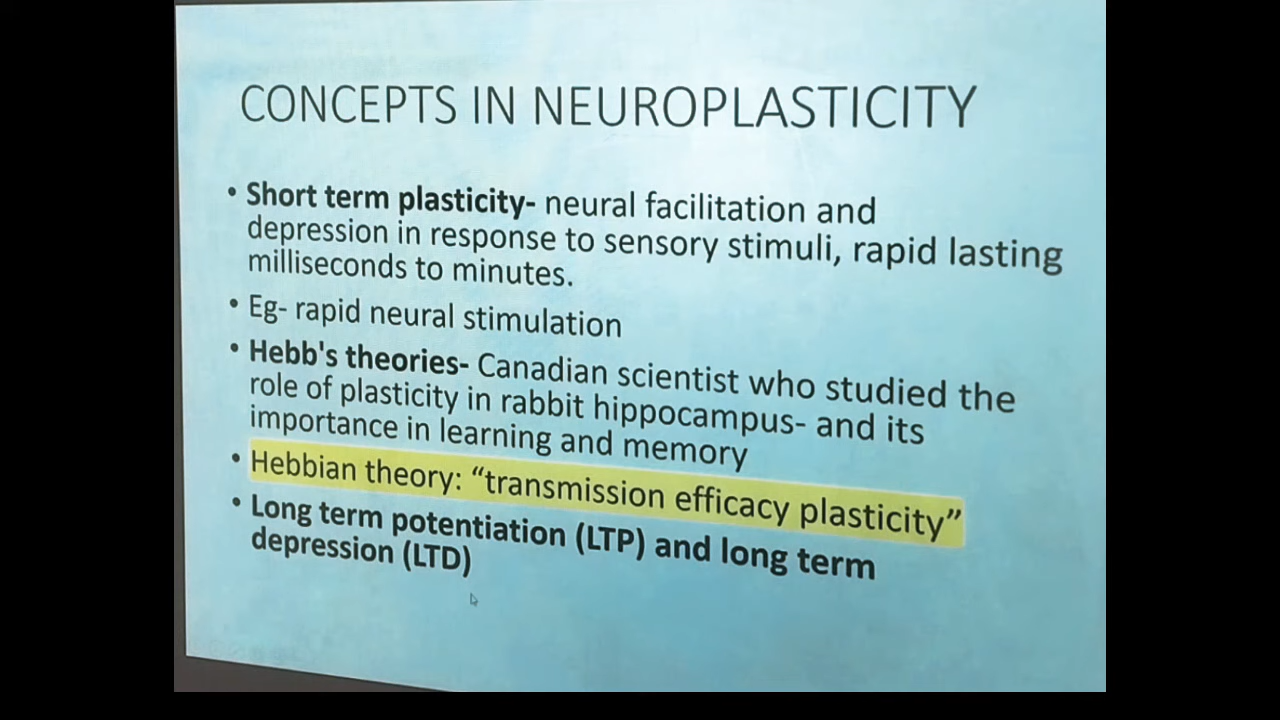 CONCEPTS IN NEUROPLASTICITY
• Short term plasticity- neural facilitation and
depression in response to sensory stimuli, rapid lasting
milliseconds to minutes.
• Eg- rapid neural stimulation
• Hebb's theories- Canadian scientist who studied the
role of plasticity in rabbit hippocampus- and its
importance in learning and memory
• Hebbian theory: “transmission efficacy plasticity”
• Long term potentiation (LTP) and long term
depression (LTD)